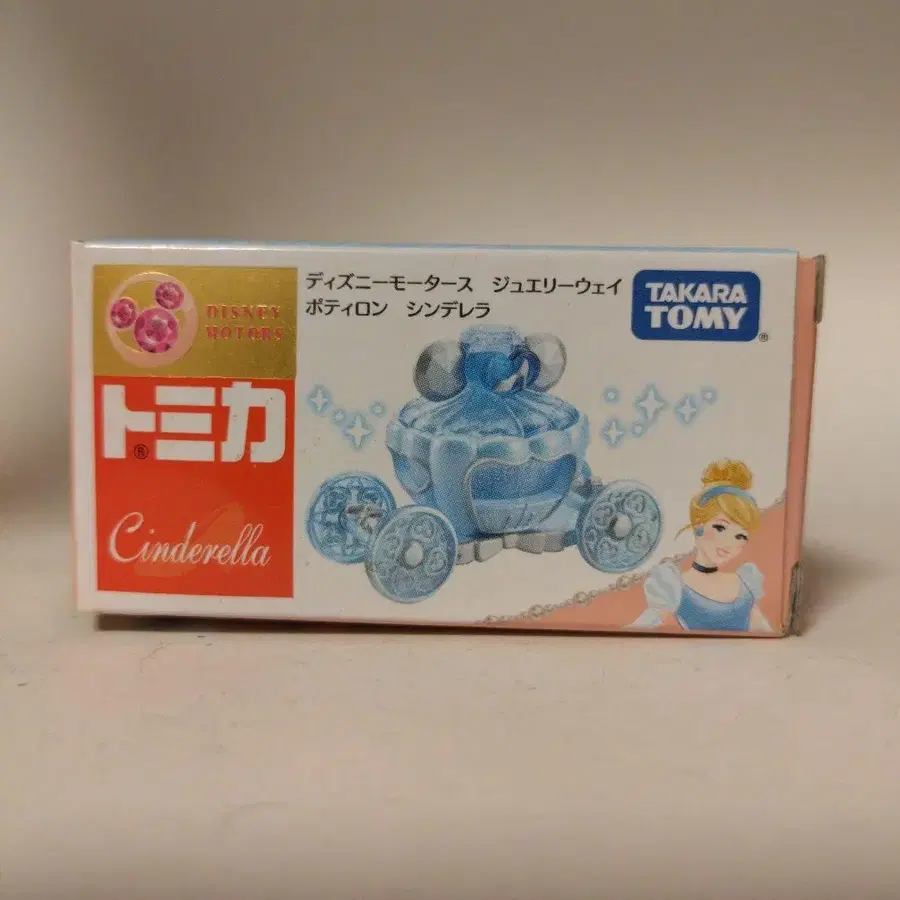 DISNEY
MOTORS
トミカ®
Cinderella
ディズニーモータース ジュエリーウェイ
ポティロン シンデレラ
TAKARA
TOMY®